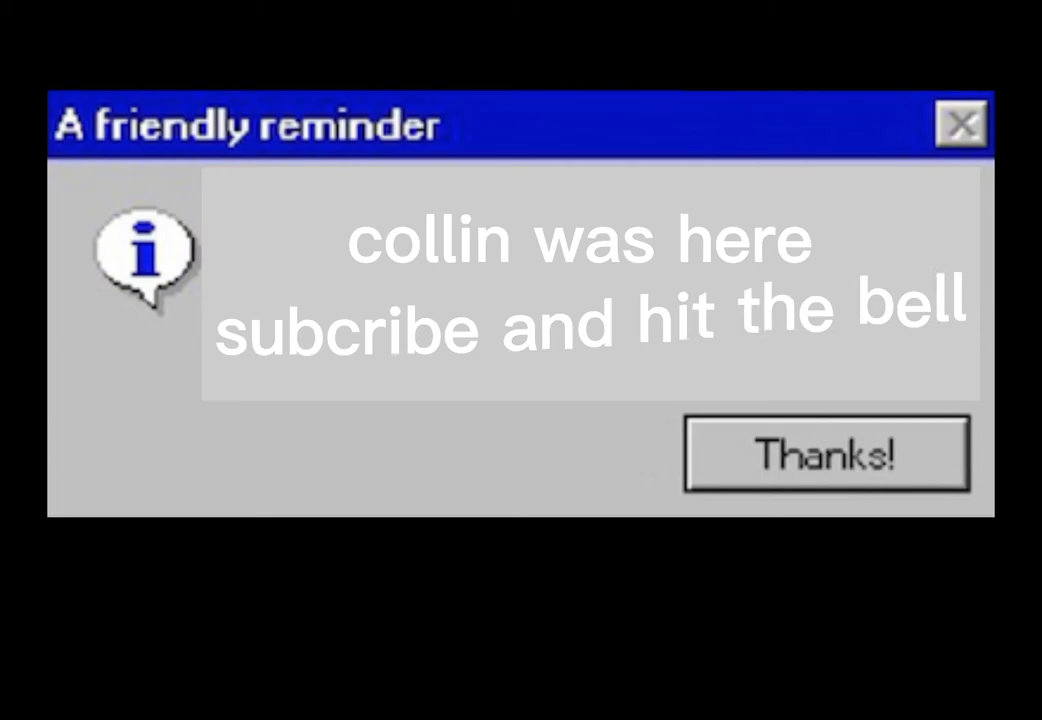 A friendly reminder
collin was here
subcribe and hit the bell
Thanks!